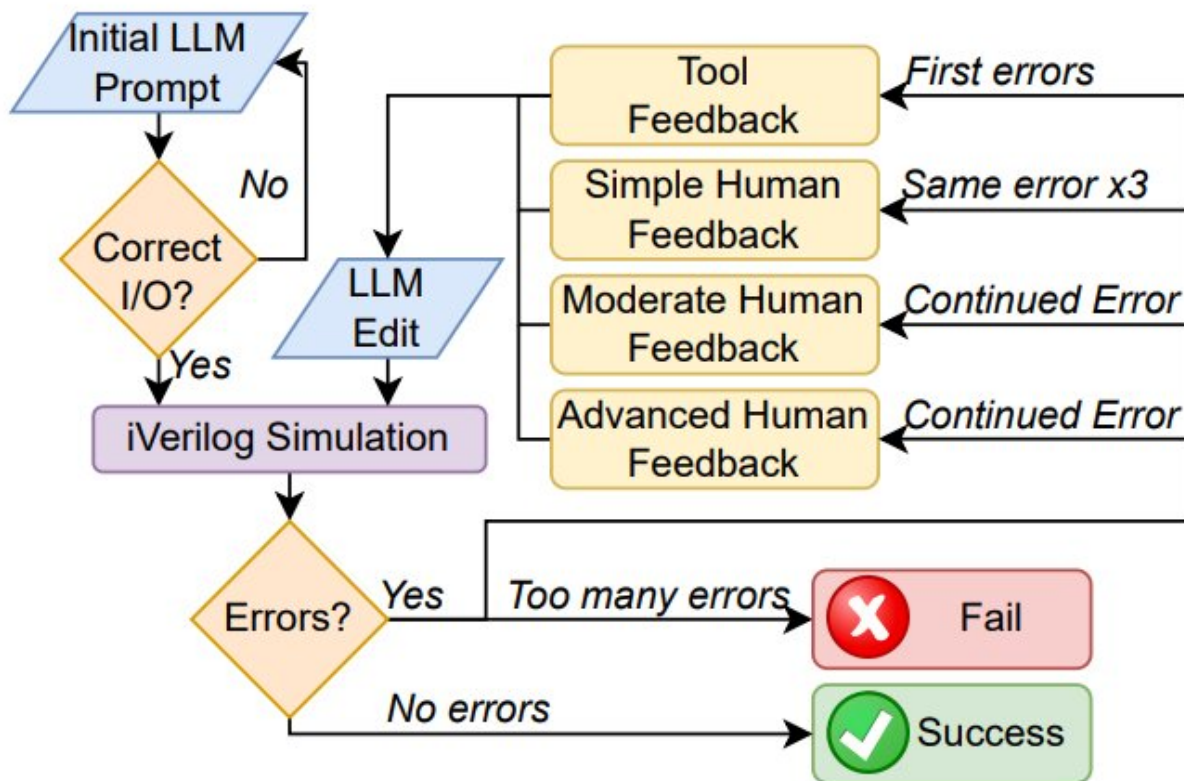 Initial LLM
Prompt
No
Correct
I/O?
Yes
LLM
Edit
iVerilog Simulation
Tool
Feedback
First errors
Simple Human
Feedback
Same error x3
Moderate Human
Feedback
Continued Error
Advanced Human
Feedback
Continued Error
Errors?
Yes
Too many errors
Fail
No errors
Success